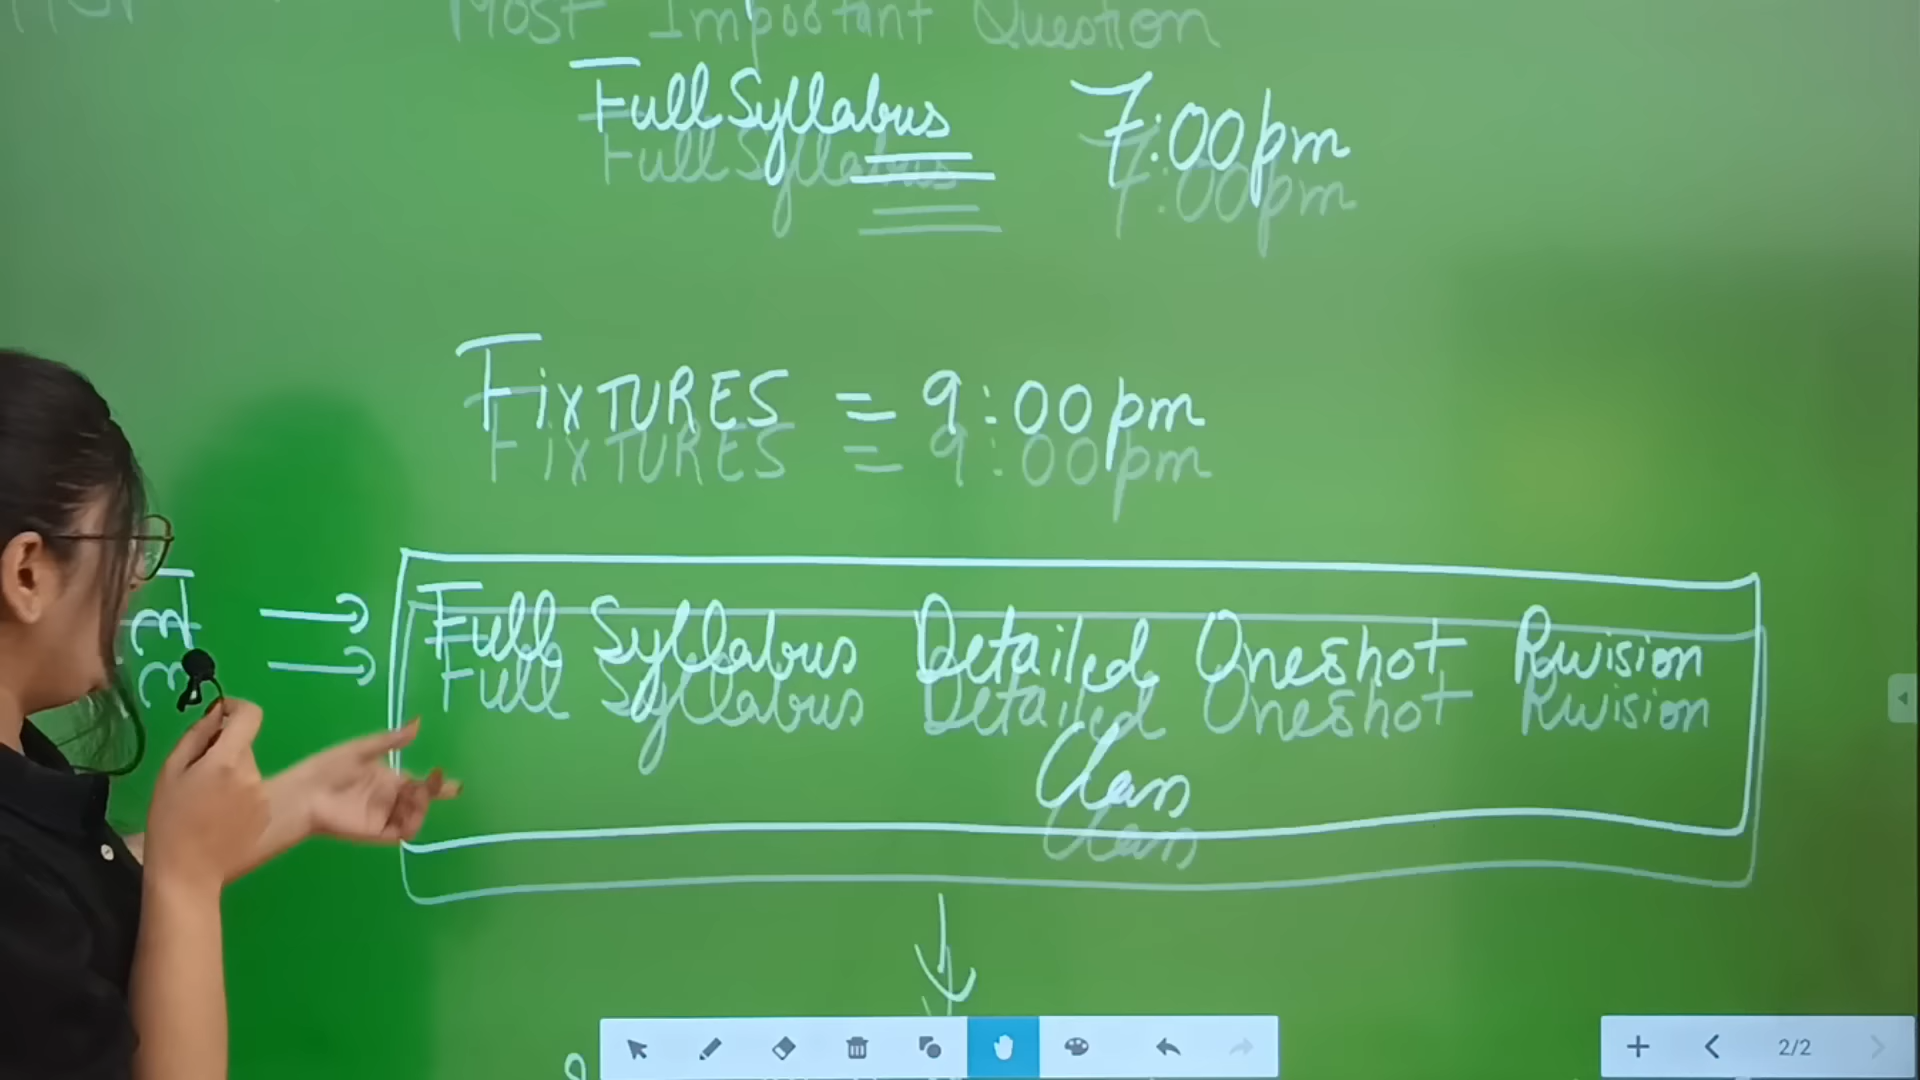 Most Important Question
Full Syllabus 7:00pm
FiXTURES = 9:00pm
Full Syllabus Detailed Oneshot Revision
Class
2/2